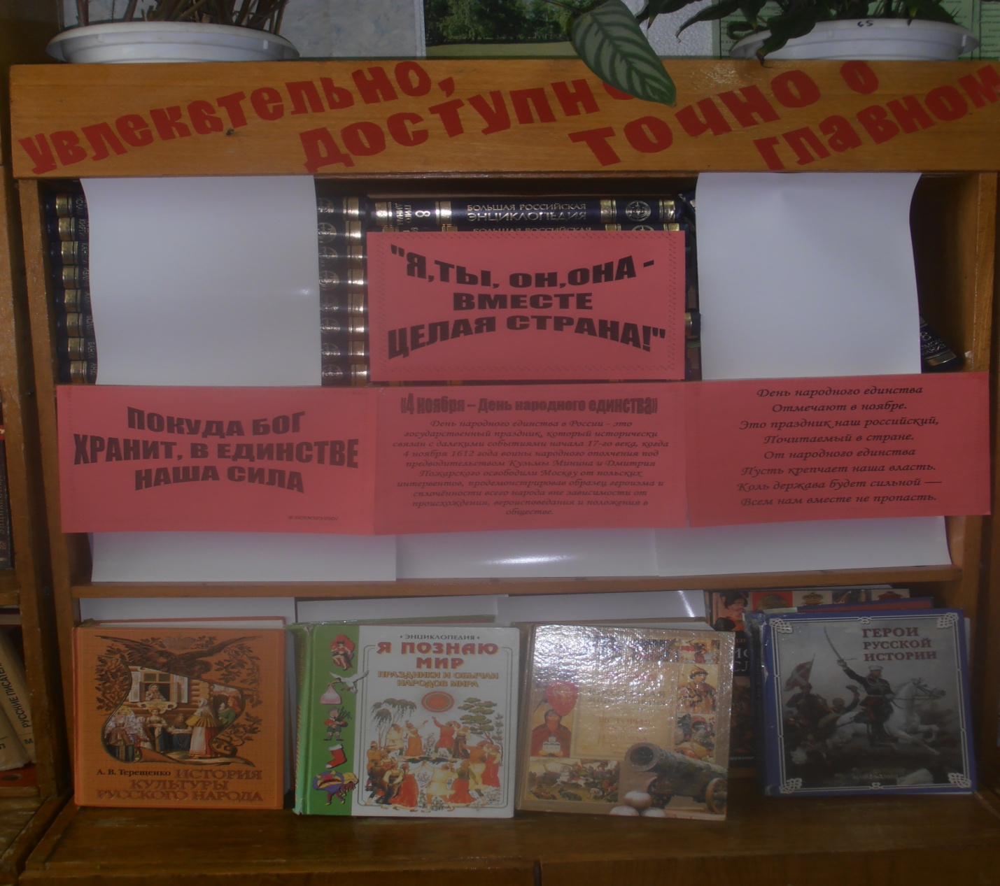 увлекательно,
доступн
точно о
главном
65
8
БОЛЬШАЯ РОССИЙСКАЯ
ЭНЦИКЛОПЕДИЯ
БОЛЬШАЯ РОССИЙСКАЯ
"Я,ТЫ, ОН,ОНА -
ВМЕСТЕ
ЦЕЛАЯ СТРАНА!"
ПОКУДА БОГ
ХРАНИТ, В ЕДИНСТВЕ
НАША СИЛА
«4 ноября – День народного единства»
День народного единства в России - это
государственный праздник, который исторически
связан с далекими событиями начала 17-го века, когда
4 ноября 1612 года воины народного ополчения под
предводительством Кузьмы Минина и Дмитрия
Пожарского освободили Москву от польских
интервентов, продемонстрировав образец героизма и
сплочённости всего народа вне зависимости от
происхождения, вероисповедания и положения в
обществе.
День народного единства
Отмечают в ноябре.
Это праздник наш российский,
Почитаемый в стране.
От народного единства
Пусть крепчает наша власть.
Коль держава будет сильной —
Всем нам вместе не пропасть.
РУССКИЕ ПИСАТЕЛИ
А. В. Терещенко ИСТОРИЯ
КУЛЬТУРЫ
РУССКОГО НАРОДА
• ЭНЦИКЛОПЕДИЯ •
Я ПОЗНАЮ
МИР
ПРАЗДНИКИ И ОБЫЧАИ
НАРОДОВ МИРА
ГЕРОИ
РУССКОЙ
ИСТОРИИ